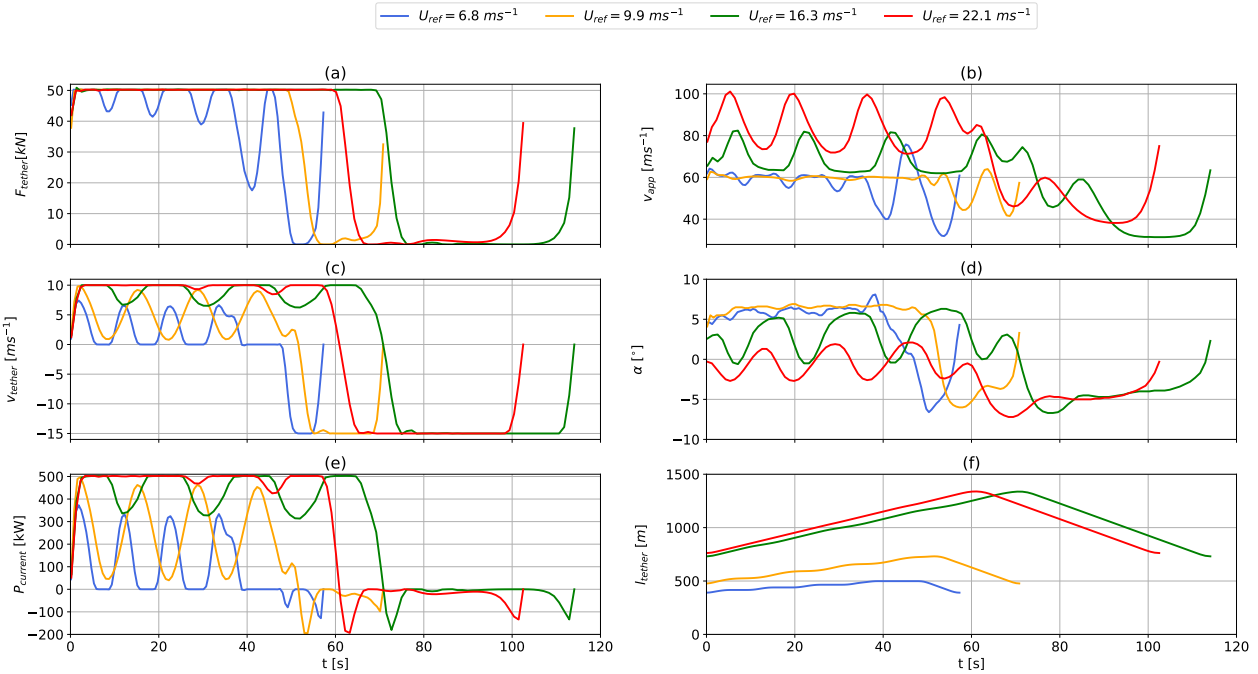 U_ref = 6.8 ms⁻¹ U_ref = 9.9 ms⁻¹ U_ref = 16.3 ms⁻¹ U_ref = 22.1 ms⁻¹
(a)
F_tether[kN]
50
40
30
20
10
0
(b)
v_app [ms⁻¹]
100
80
60
40
(c)
v_tether [ms⁻¹]
10
5
0
−5
−10
−15
(d)
α [°]
10
5
0
−5
−10
(e)
P_current [kW]
500
400
300
200
100
0
−100
−200
0 20 40 60 80 100 120
t [s]
(f)
l_tether [m]
1500
1000
500
0
0 20 40 60 80 100 120
t [s]